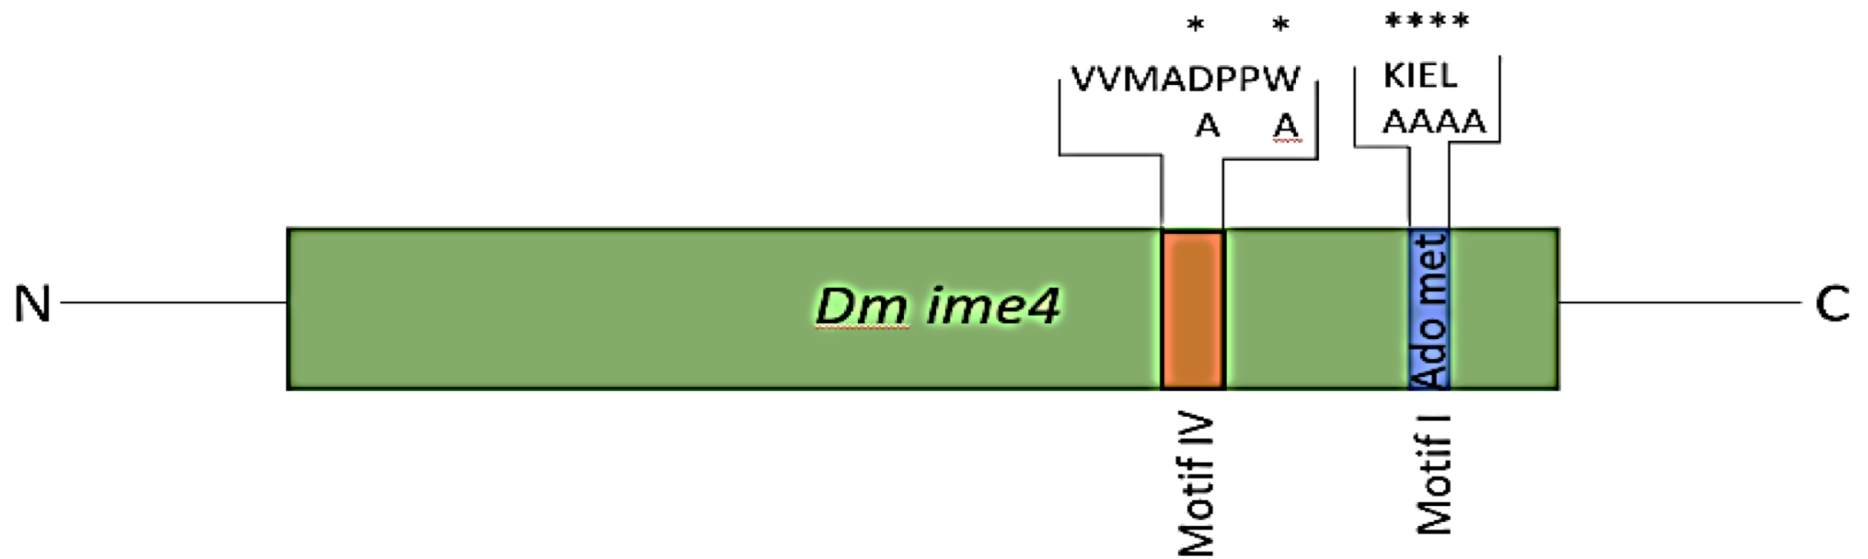 * *
****
VVMADPPW
KIEL
A A
AAAA
N
Dm ime4
Ado met
C
Motif IV
Motif I